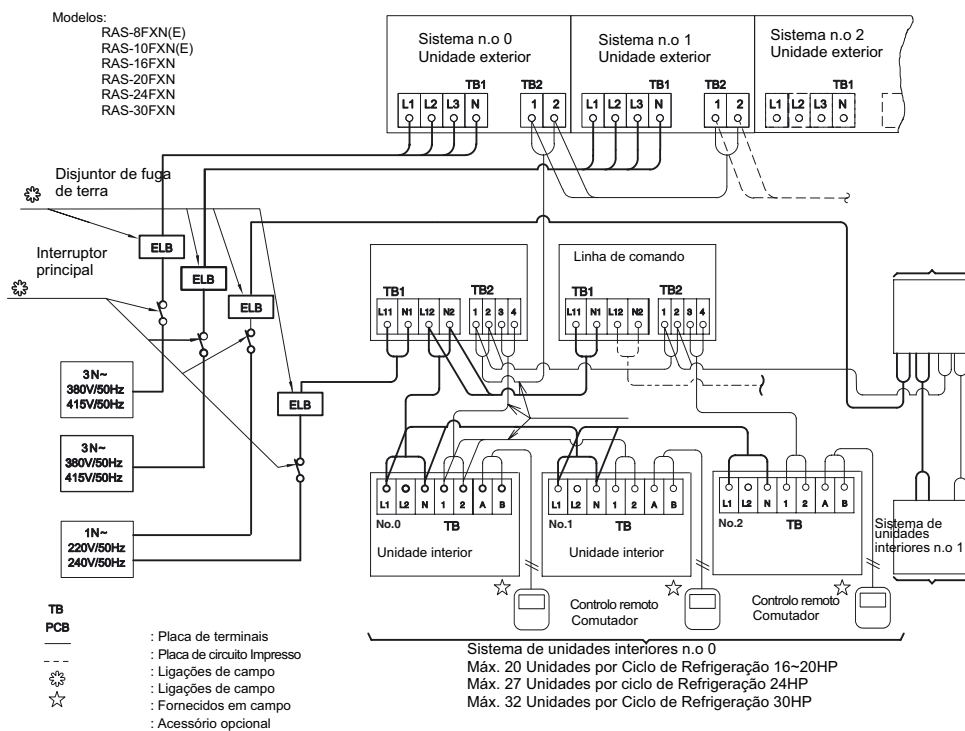 Modelos:
RAS-8FXN(E)
RAS-10FXN(E)
RAS-16FXN
RAS-20FXN
RAS-24FXN
RAS-30FXN
Sistema n.o 0
Unidade exterior
TB1
TB2
L1 L2 L3 N
1 2
Sistema n.o 1
Unidade exterior
TB1
TB2
L1 L2 L3 N
1 2
Sistema n.o 2
Unidade exterior
TB1
L1 L2 L3 N
Disjuntor de fuga
de terra
Interruptor
principal
ELB
ELB
ELB
ELB
TB1
TB2
L11 N1 L12 N2
1 2 3 4
Linha de comando
TB1
TB2
L11 N1 L12 N2
1 2 3 4
3N~
380V/50Hz
415V/50Hz
3N~
380V/50Hz
415V/50Hz
1N~
220V/50Hz
240V/50Hz
L1 L2 N 1 2 A B
No.0
TB
Unidade interior
L1 L2 N 1 2 A B
No.1
TB
Unidade interior
L1 L2 N 1 2 A B
No.2
TB
Sistema de
unidades
interiores n.o 1
Controlo remoto
Comutador
Controlo remoto
Comutador
Sistema de unidades interiores n.o 0
Máx. 20 Unidades por Ciclo de Refrigeração 16~20HP
Máx. 27 Unidades por ciclo de Refrigeração 24HP
Máx. 32 Unidades por Ciclo de Refrigeração 30HP
TB
PCB
: Placa de terminais
: Placa de circuito Impresso
: Ligações de campo
: Ligações de campo
: Fornecidos em campo
: Acessório opcional